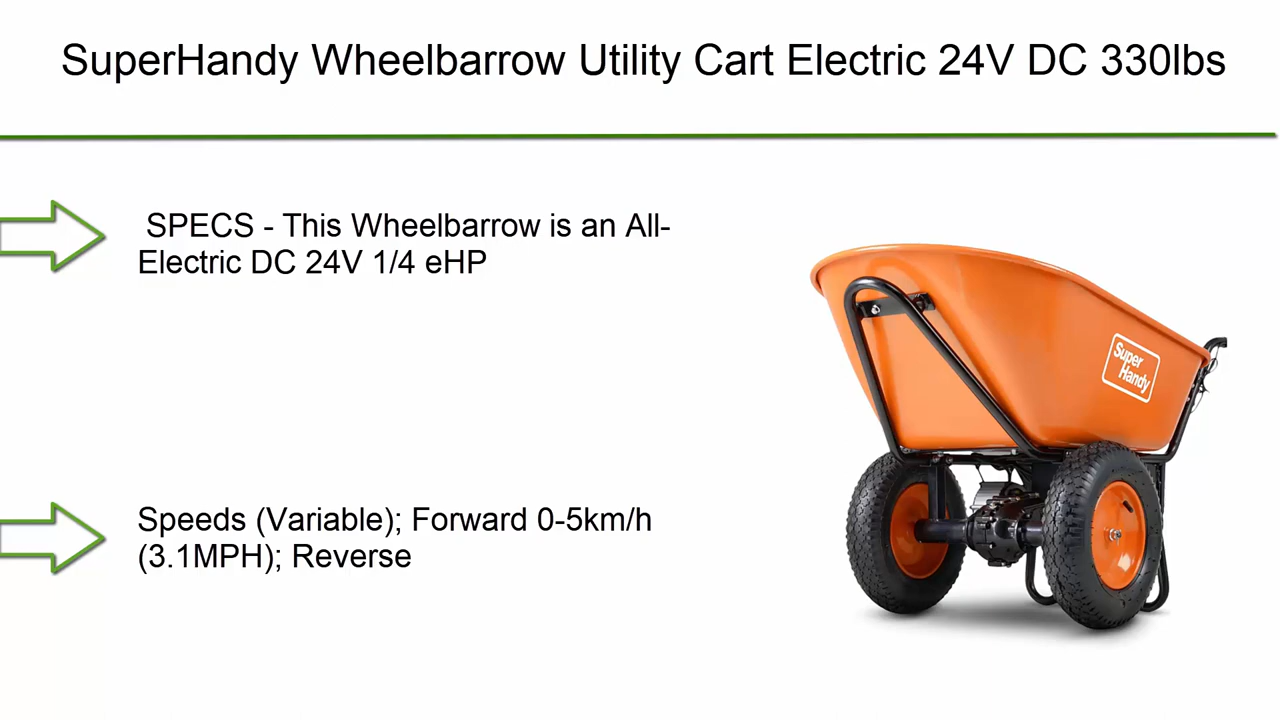 SuperHandy Wheelbarrow Utility Cart Electric 24V DC 330lbs
SPECS - This Wheelbarrow is an All-
Electric DC 24V 1/4 eHP
Super
Handy
Speeds (Variable); Forward 0-5km/h
(3.1MPH); Reverse